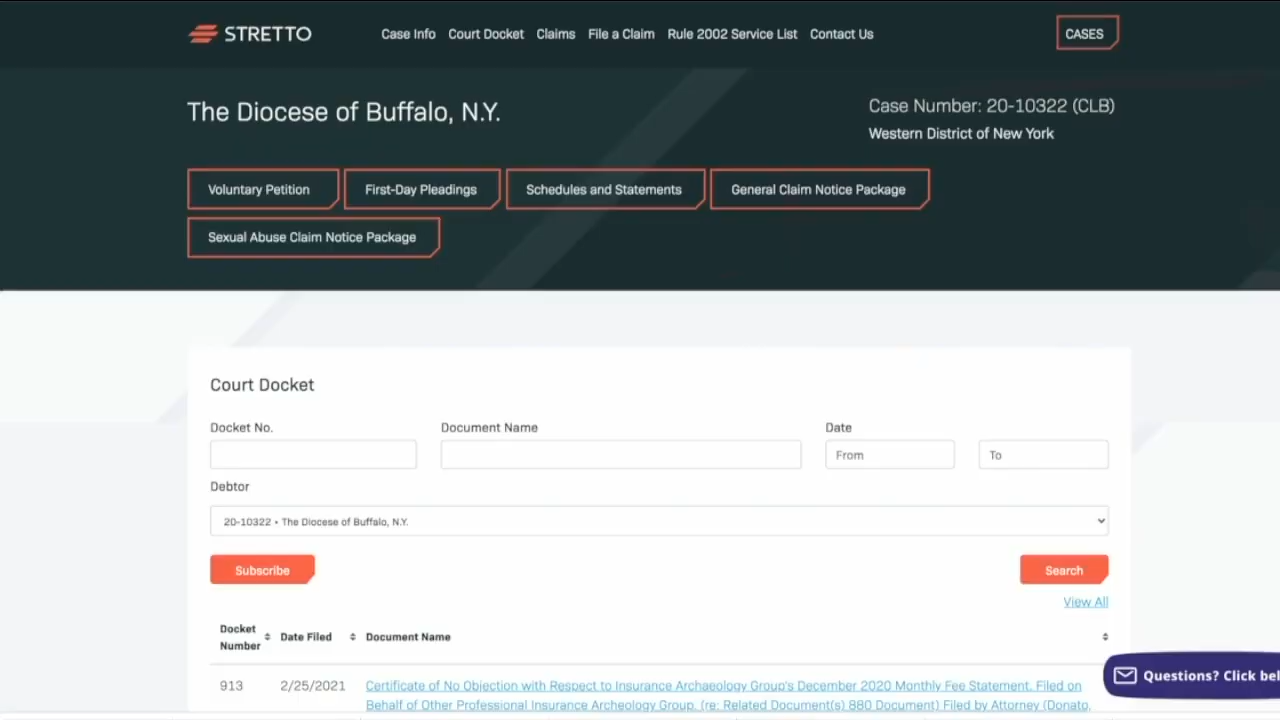 STRETTO
Case Info Court Docket Claims File a Claim Rule 2002 Service List Contact Us
CASES
The Diocese of Buffalo, N.Y.
Case Number: 20-10322 (CLB)
Western District of New York
Voluntary Petition
First-Day Pleadings
Schedules and Statements
General Claim Notice Package
Sexual Abuse Claim Notice Package
Court Docket
Docket No.
Document Name
Date
From
To
Debtor
20-10322 • The Diocese of Buffalo, N.Y.
Subscribe
Search
View All
Docket
Number
Date Filed
Document Name
913
2/25/2021
Certificate of No Objection with Respect to Insurance Archaeology Group's December 2020 Monthly Fee Statement. Filed on
Behalf of Other Professional Insurance Archeology Group. (re: Related Document(s) 880 Document) Filed by Attorney (Donato,
Questions? Click bel